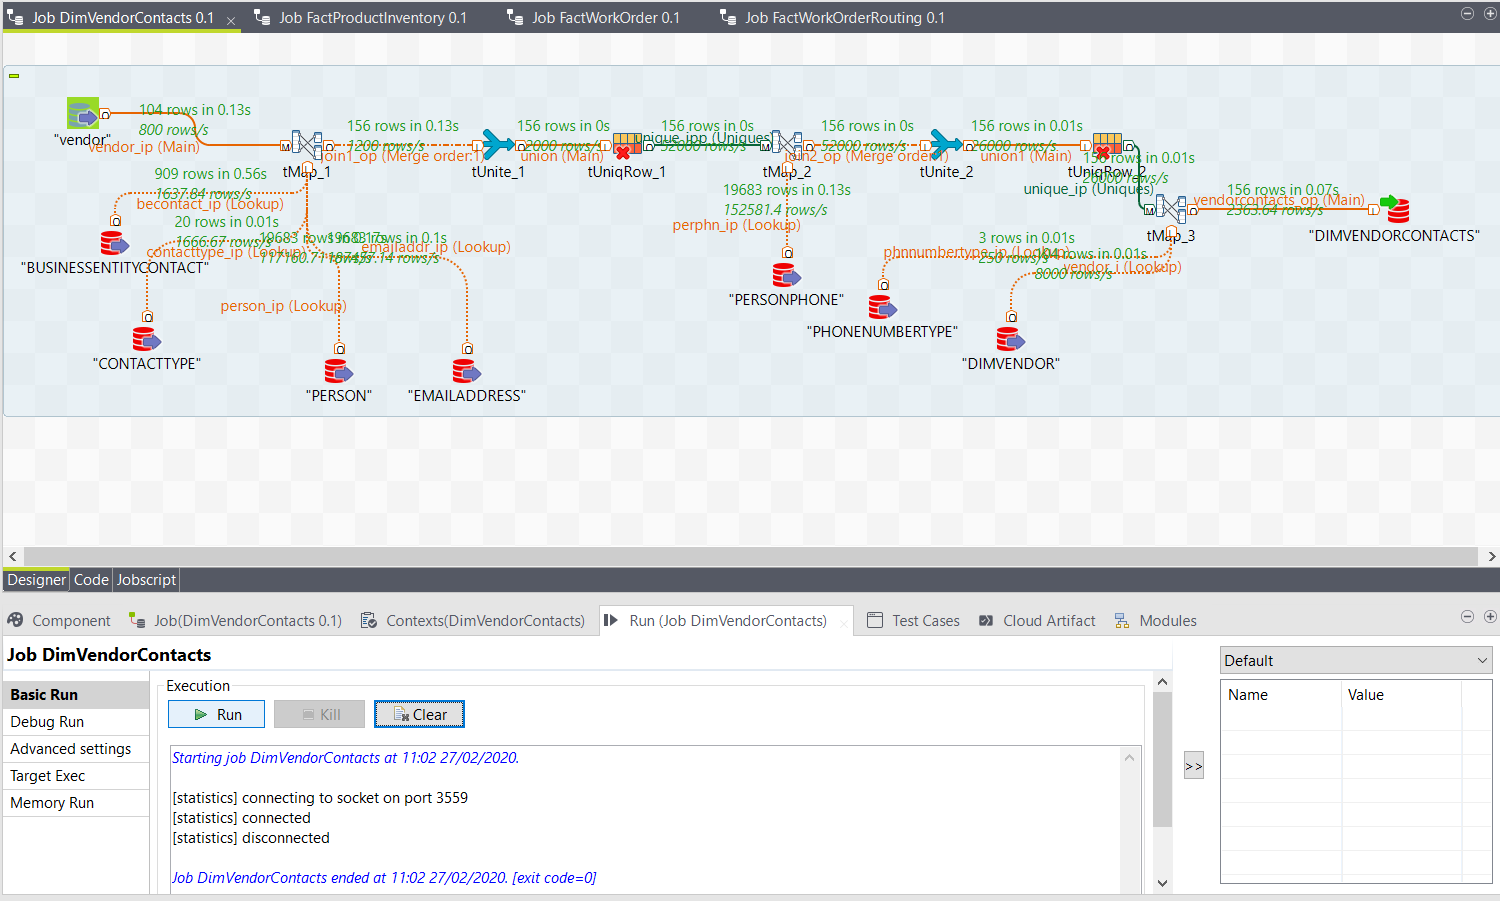 Job DimVendorContacts 0.1
Job FactProductInventory 0.1
Job FactWorkOrder 0.1
Job FactWorkOrderRouting 0.1
104 rows in 0.13s
800 rows/s
"vendor"
vendor_ip (Main)
156 rows in 0.13s
1200 rows/s
join1_op (Merge order:1)
tMap_1
156 rows in 0s
52000 rows/s
union (Main)
tUnite_1
tUniqRow_1
156 rows in 0s
unique_ipp (Uniques)
52000 rows/s
tMap_2
156 rows in 0s
52000 rows/s
join2_op (Merge order:1)
tUnite_2
156 rows in 0.01s
26000 rows/s
union1 (Main)
tUniqRow_2
156 rows in 0.01s
26000 rows/s
unique_ip (Uniques)
tMap_3
156 rows in 0.07s
vendorcontacts_op (Main)
2363.64 rows/s
"DIMVENDORCONTACTS"
909 rows in 0.56s
1637.84 rows/s
becontact_ip (Lookup)
"BUSINESSENTITYCONTACT"
20 rows in 0.01s
1666.67 rows/s
contacttype_ip (Lookup)
"CONTACTTYPE"
19683 rows in 0.17s
117160.71 rows/s
person_ip (Lookup)
"PERSON"
19683 rows in 0.1s
emailaddr_ip (Lookup)
"EMAILADDRESS"
19683 rows in 0.13s
152581.4 rows/s
perphn_ip (Lookup)
"PERSONPHONE"
3 rows in 0.01s
250 rows/s
phnnumbertype_ip (Lookup)
"PHONENUMBERTYPE"
104 rows in 0.01s
8000 rows/s
vendor_i (Lookup)
"DIMVENDOR"
Designer
Code
Jobscript
Component
Job(DimVendorContacts 0.1)
Contexts(DimVendorContacts)
Run (Job DimVendorContacts)
Test Cases
Cloud Artifact
Modules
Job DimVendorContacts
Basic Run
Debug Run
Advanced settings
Target Exec
Memory Run
Execution
Run
Kill
Clear
Starting job DimVendorContacts at 11:02 27/02/2020.
[statistics] connecting to socket on port 3559
[statistics] connected
[statistics] disconnected
Job DimVendorContacts ended at 11:02 27/02/2020. [exit code=0]
>>
Default
Name
Value